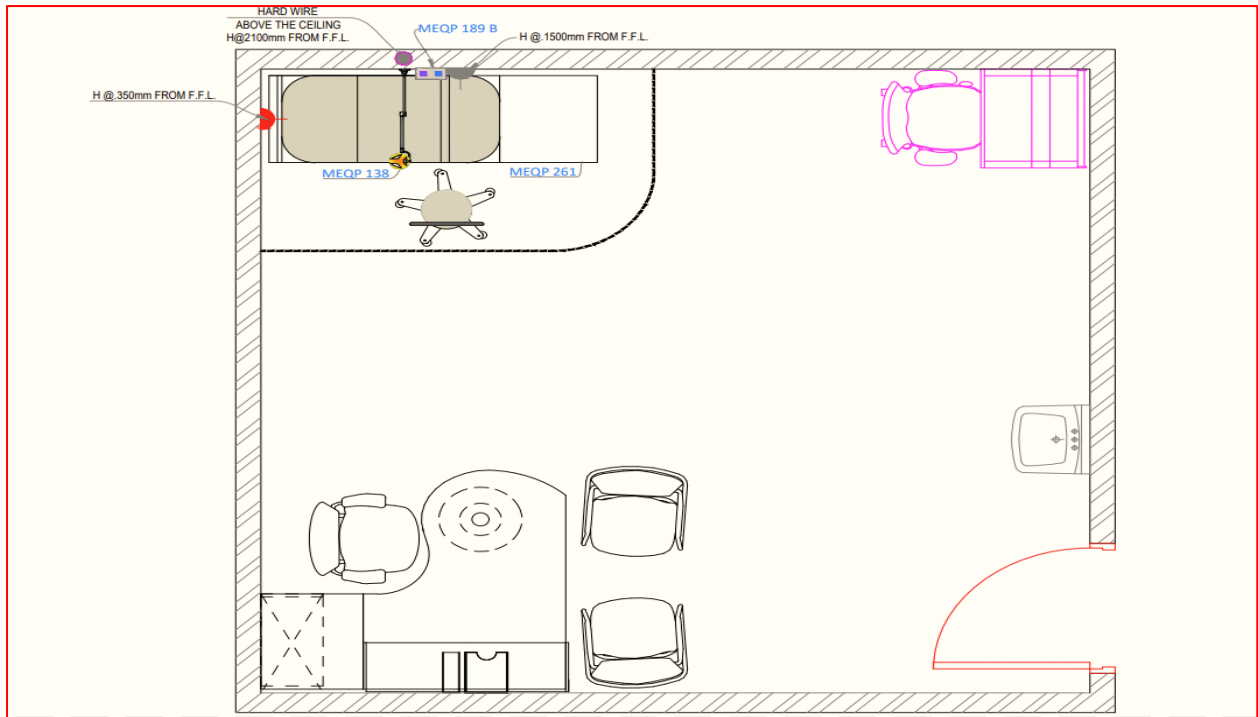 HARD WIRE
ABOVE THE CEILING
H@2100mm FROM F.F.L.
MEQP 189 B
H @.1500mm FROM F.F.L.
H @.350mm FROM F.F.L.
MEQP 138
MEQP 261